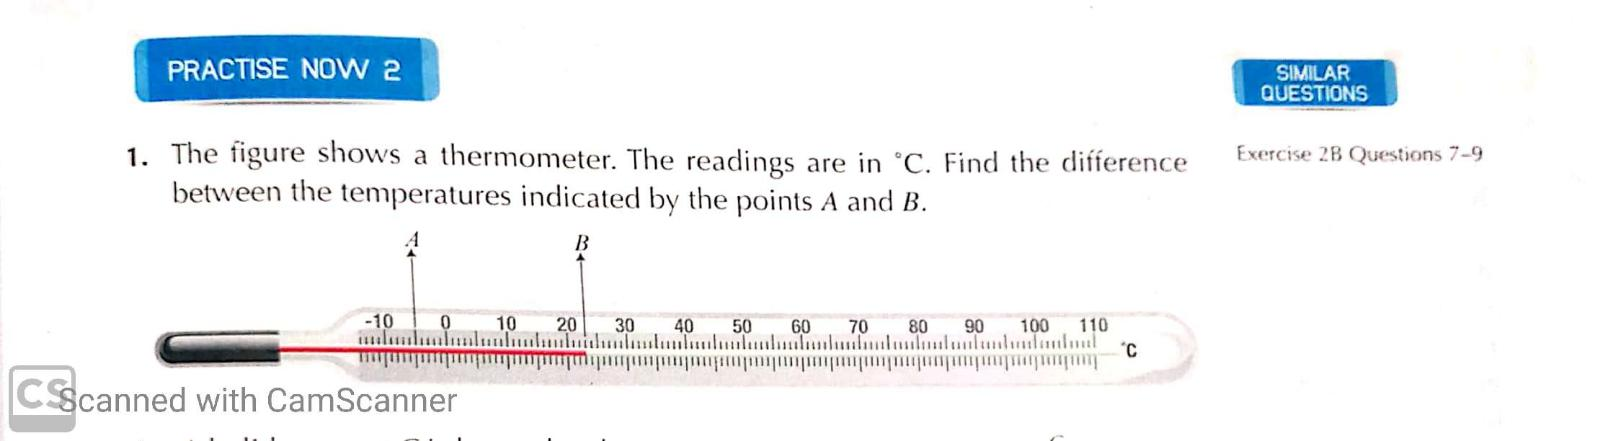 PRACTISE NOW 2
SIMILAR
QUESTIONS
1. The figure shows a thermometer. The readings are in °C. Find the difference
between the temperatures indicated by the points A and B.
Exercise 2B Questions 7–9
A
B
-10 0 10 20 30 40 50 60 70 80 90 100 110
°C
CS Scanned with CamScanner